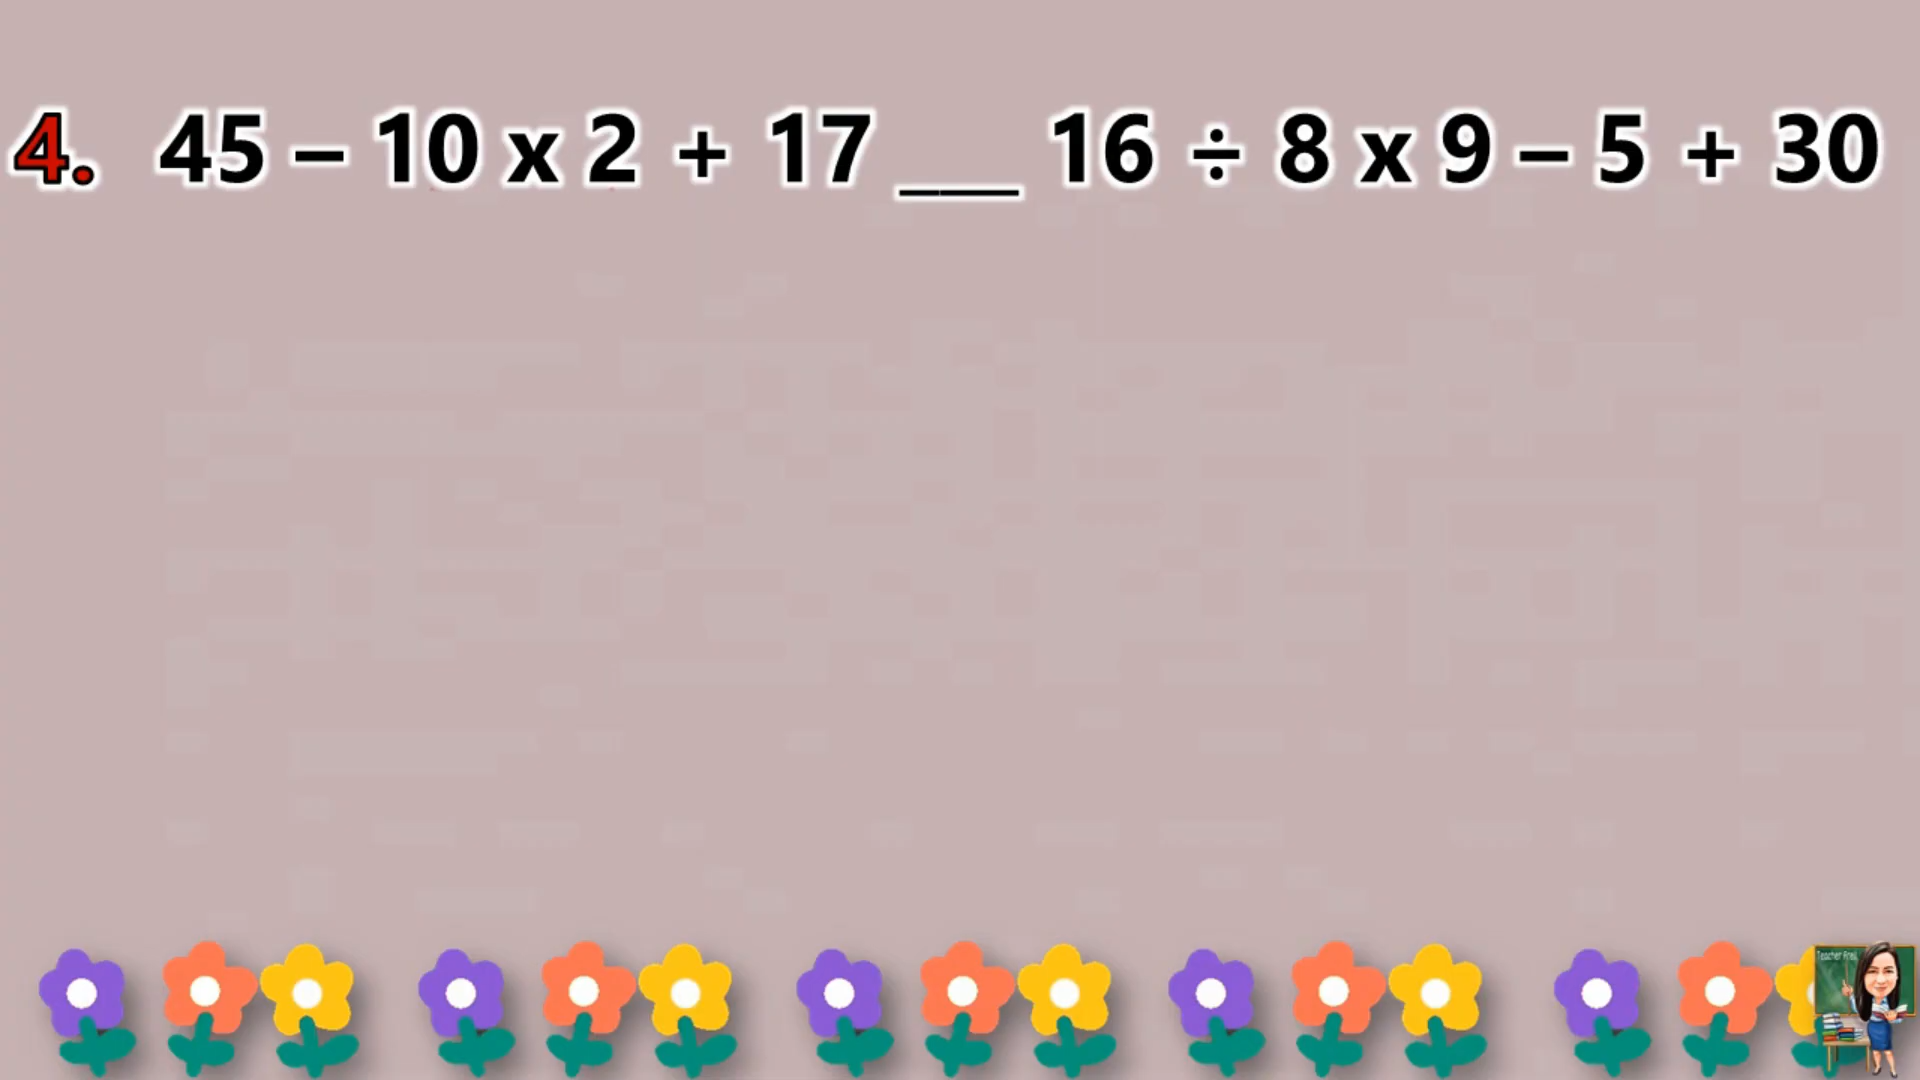 4. 45 – 10 x 2 + 17 ___ 16 ÷ 8 x 9 – 5 + 30